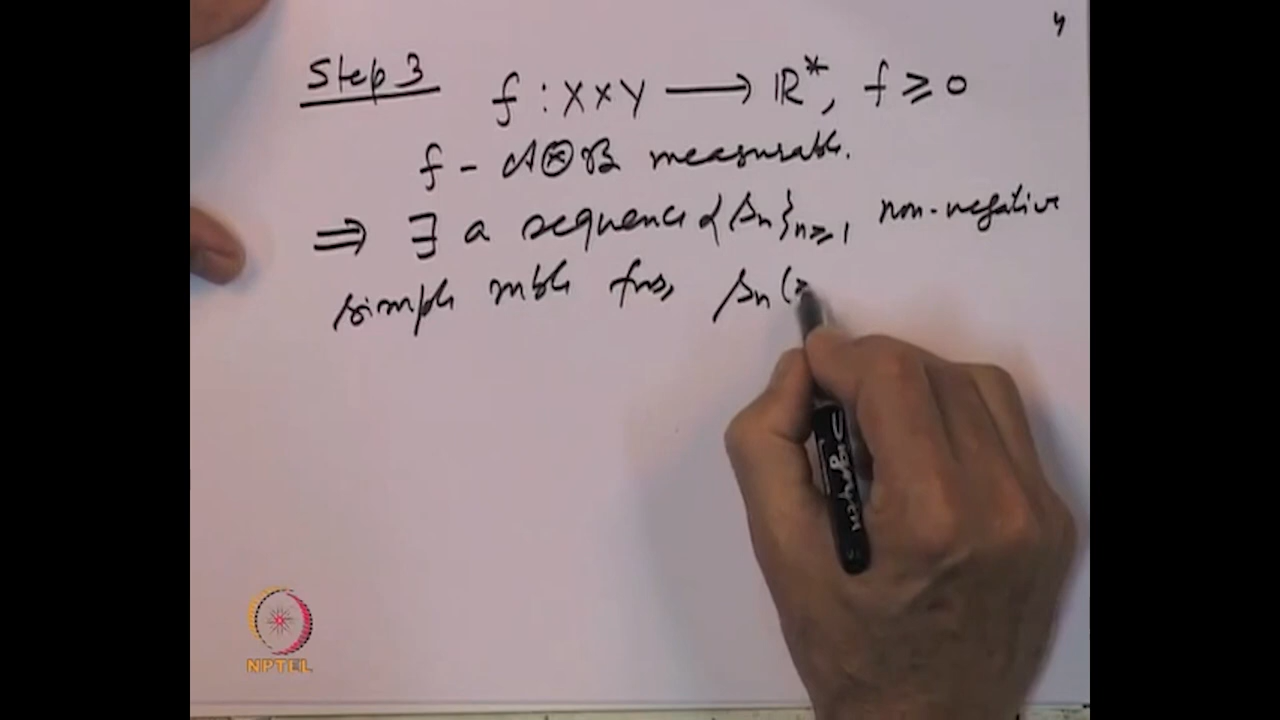 4
Step 3 f : X × Y → ℝ*, f ≥ 0
f - 𝒜⊗ℬ measurable.
⇒ ∃ a sequence {sₙ}ₙ≥₁, non-negative
simple mble fns, sₙ(x
NPTEL